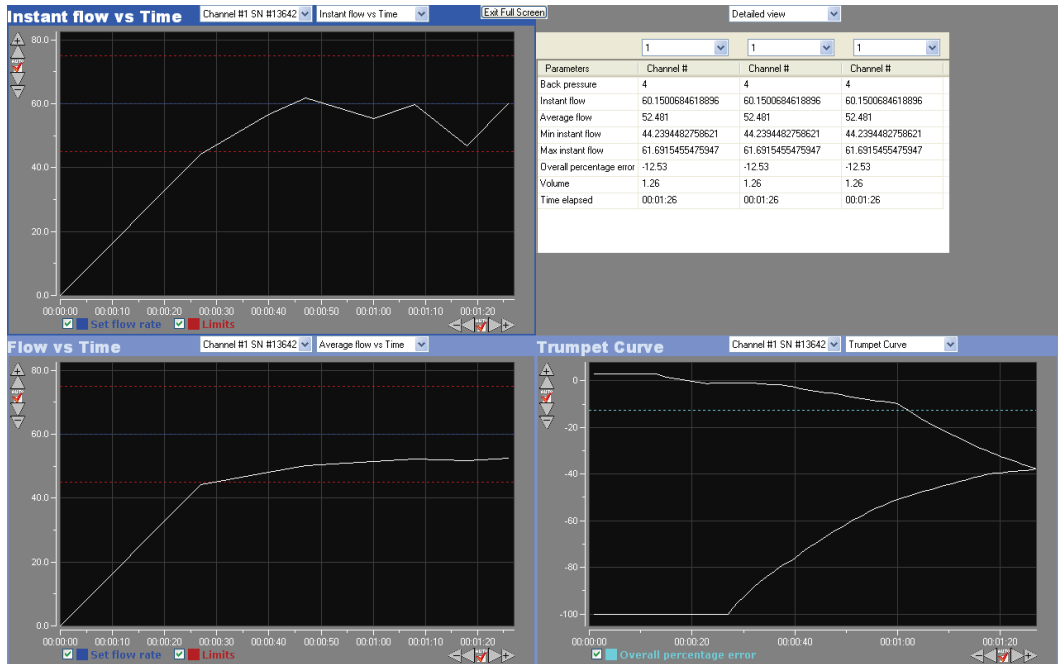 Instant flow vs Time Channel #1 SN #13642 Instant flow vs Time Exit Full Screen Detailed view
80.0
60.0
40.0
20.0
0.0
00:00:00 00:00:10 00:00:20 00:00:30 00:00:40 00:00:50 00:01:00 00:01:10 00:01:20
Set flow rate Limits
AUTO
AUTO
1 1 1
Parameters Channel # Channel # Channel #
Back pressure 4 4 4
Instant flow 60.1500684618896 60.1500684618896 60.1500684618896
Average flow 52.481 52.481 52.481
Min instant flow 44.2394482758621 44.2394482758621 44.2394482758621
Max instant flow 61.6915455475947 61.6915455475947 61.6915455475947
Overall percentage error -12.53 -12.53 -12.53
Volume 1.26 1.26 1.26
Time elapsed 00:01:26 00:01:26 00:01:26
Flow vs Time Channel #1 SN #13642 Average flow vs Time
80.0
60.0
40.0
20.0
0.0
00:00:00 00:00:10 00:00:20 00:00:30 00:00:40 00:00:50 00:01:00 00:01:10 00:01:20
Set flow rate Limits
AUTO
AUTO
Trumpet Curve Channel #1 SN #13642 Trumpet Curve
0
-20
-40
-60
-80
-100
00:00:00 00:00:20 00:00:40 00:01:00 00:01:20
Overall percentage error
AUTO
AUTO